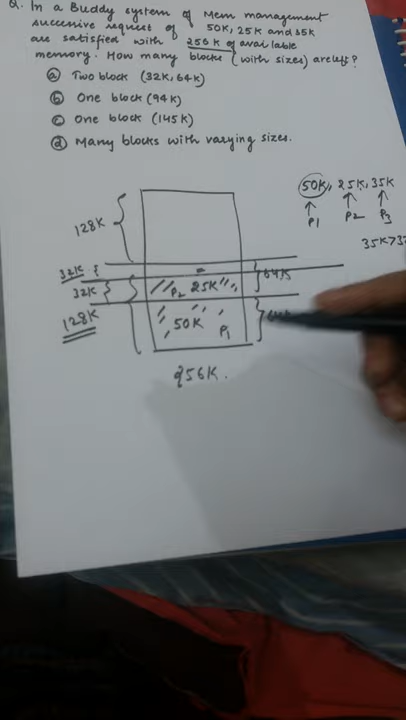 Q. In a Buddy system of Mem management
successive request of 50K, 25K and 35K
are satisfied with 256K of available
memory. How many blocks (with sizes) are left?
ⓐ Two block (32K, 64K)
ⓑ One block (94K)
ⓒ One block (145K)
ⓓ Many blocks with varying sizes.
50K, 25K, 35K
P1 P2 P3
35K>32
128K
32K
64K
32K
P2 25K
128K
50K P1
256K.